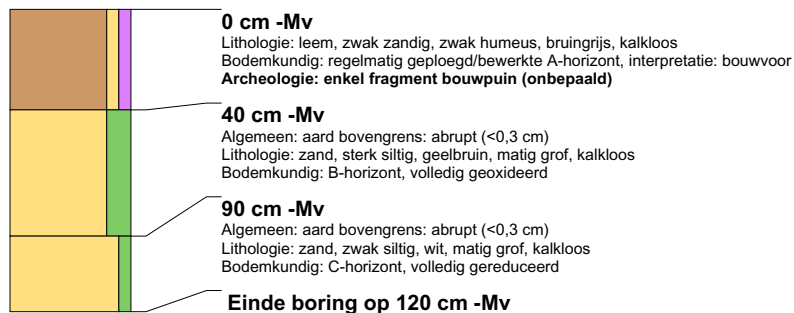 0 cm -Mv
Lithologie: leem, zwak zandig, zwak humeus, bruingrijs, kalkloos
Bodemkundig: regelmatig geploegd/bewerkte A-horizont, interpretatie: bouwvoor
Archeologie: enkel fragment bouwpuin (onbepaald)
40 cm -Mv
Algemeen: aard bovengrens: abrupt (<0,3 cm)
Lithologie: zand, sterk siltig, geelbruin, matig grof, kalkloos
Bodemkundig: B-horizont, volledig geoxideerd
90 cm -Mv
Algemeen: aard bovengrens: abrupt (<0,3 cm)
Lithologie: zand, zwak siltig, wit, matig grof, kalkloos
Bodemkundig: C-horizont, volledig gereduceerd
Einde boring op 120 cm -Mv